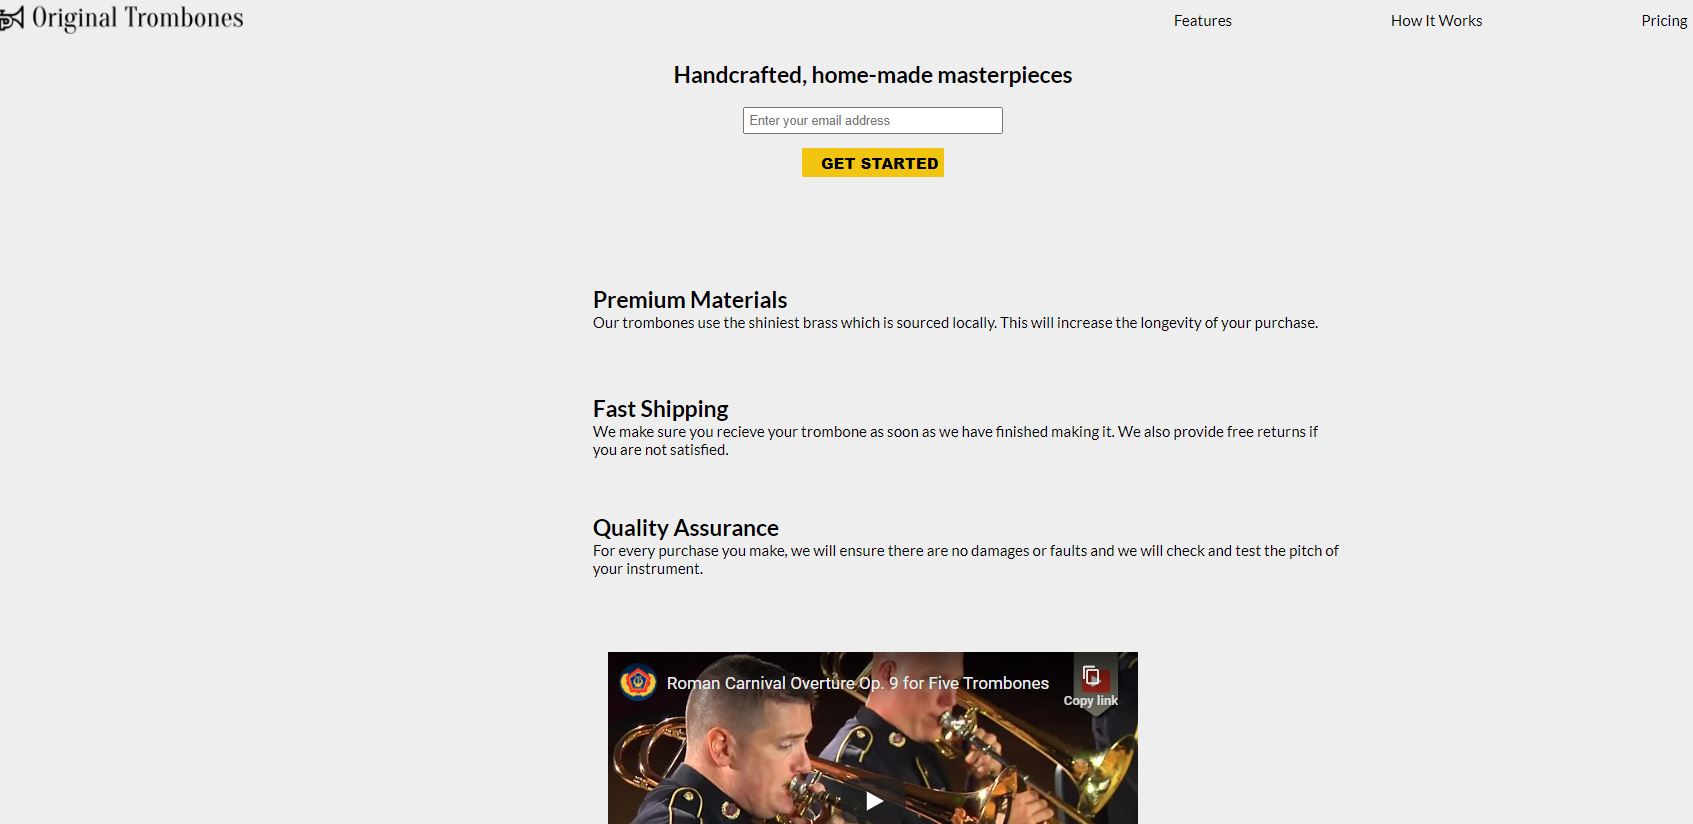 Original Trombones
Features
How It Works
Pricing
Handcrafted, home-made masterpieces
Enter your email address
GET STARTED
Premium Materials
Our trombones use the shiniest brass which is sourced locally. This will increase the longevity of your purchase.
Fast Shipping
We make sure you recieve your trombone as soon as we have finished making it. We also provide free returns if
you are not satisfied.
Quality Assurance
For every purchase you make, we will ensure there are no damages or faults and we will check and test the pitch of
your instrument.
Roman Carnival Overture Op. 9 for Five Trombones
Copy link